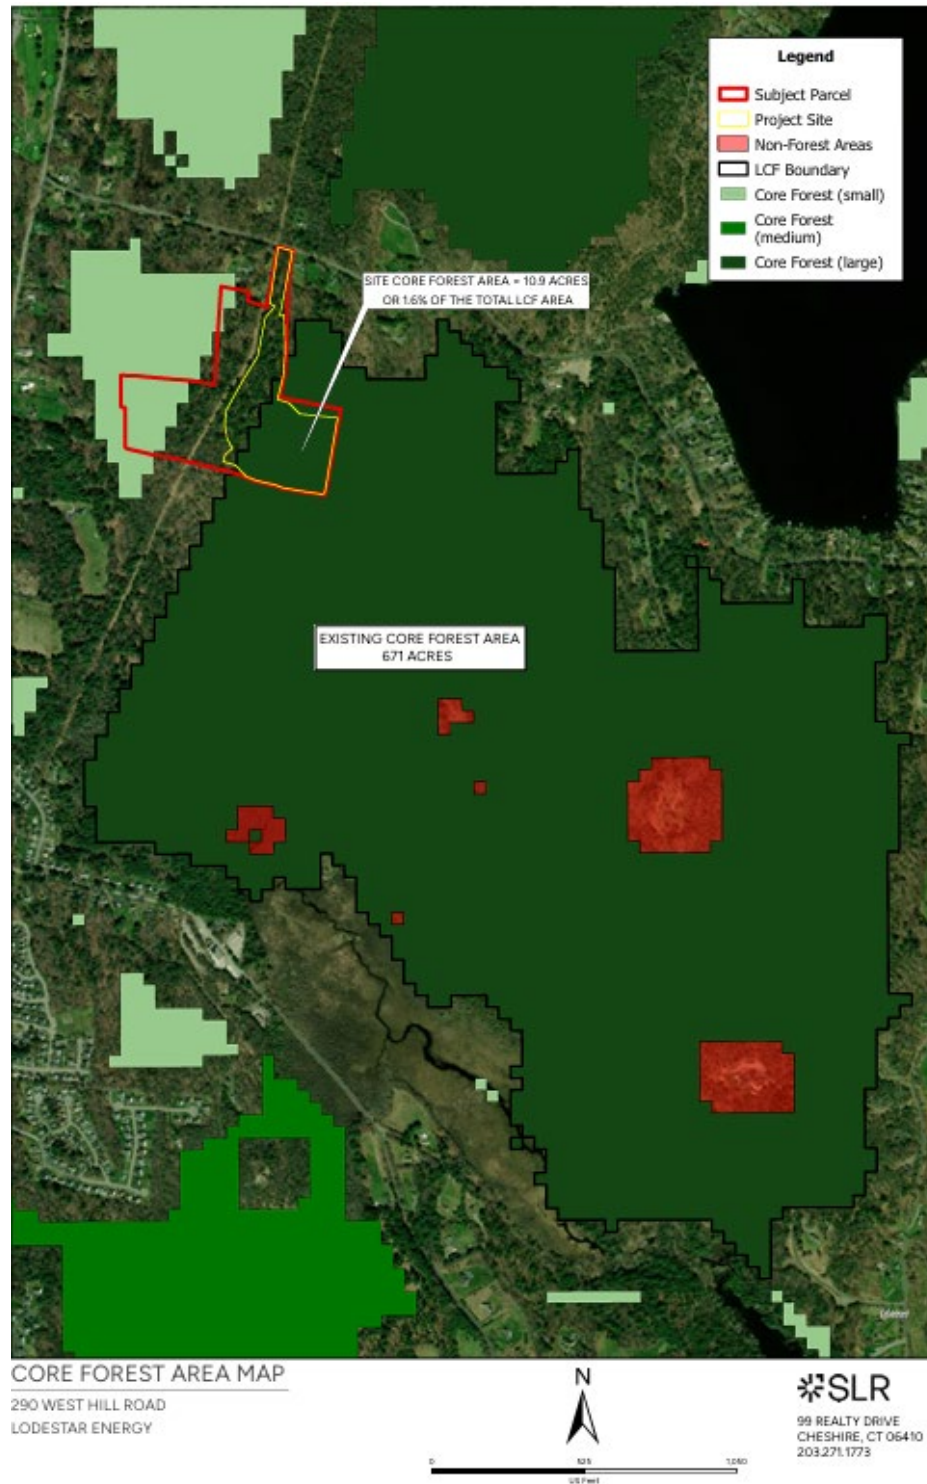 Legend
Subject Parcel
Project Site
Non-Forest Areas
LCF Boundary
Core Forest (small)
Core Forest
(medium)
Core Forest (large)
SITE CORE FOREST AREA = 10.9 ACRES
OR 1.6% OF THE TOTAL LCF AREA
EXISTING CORE FOREST AREA
671 ACRES
CORE FOREST AREA MAP
290 WEST HILL ROAD
LODESTAR ENERGY
N
0
US Feet
SLR
99 REALTY DRIVE
CHESHIRE, CT 06410
203.271.1773